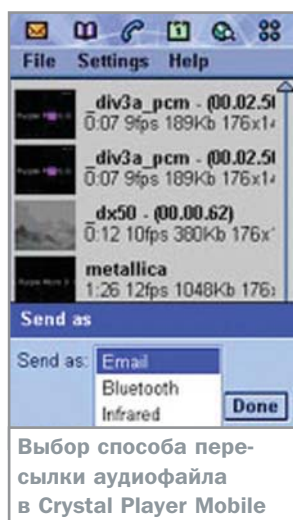 File Settings Help
_div3a_pcm - (00.02.5
0:07 9fps 189Kb 176x14
_div3a_pcm - (00.02.5
0:07 9fps 189Kb 176x14
_dx50 - (00.00.62)
0:12 10fps 380Kb 176x
metallica
1:26 12fps 1048Kb 176
Send as
Send as: Email
Bluetooth
Infrared
Done
Выбор способа пере-
сылки аудиофайла
в Crystal Player Mobile